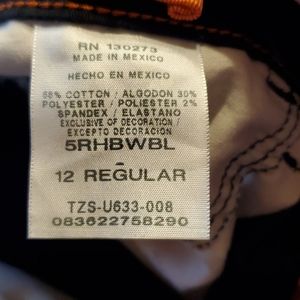 RN 130273
MADE IN MEXICO
HECHO EN MEXICO
68% COTTON / ALGODON 30%
POLYESTER / POLIESTER 2%
SPANDEX / ELASTANO
EXCLUSIVE OF DECORATION /
EXCEPTO DECORACION
5RHBWBL
-
12 REGULAR
TZS-U633-008
083622758290